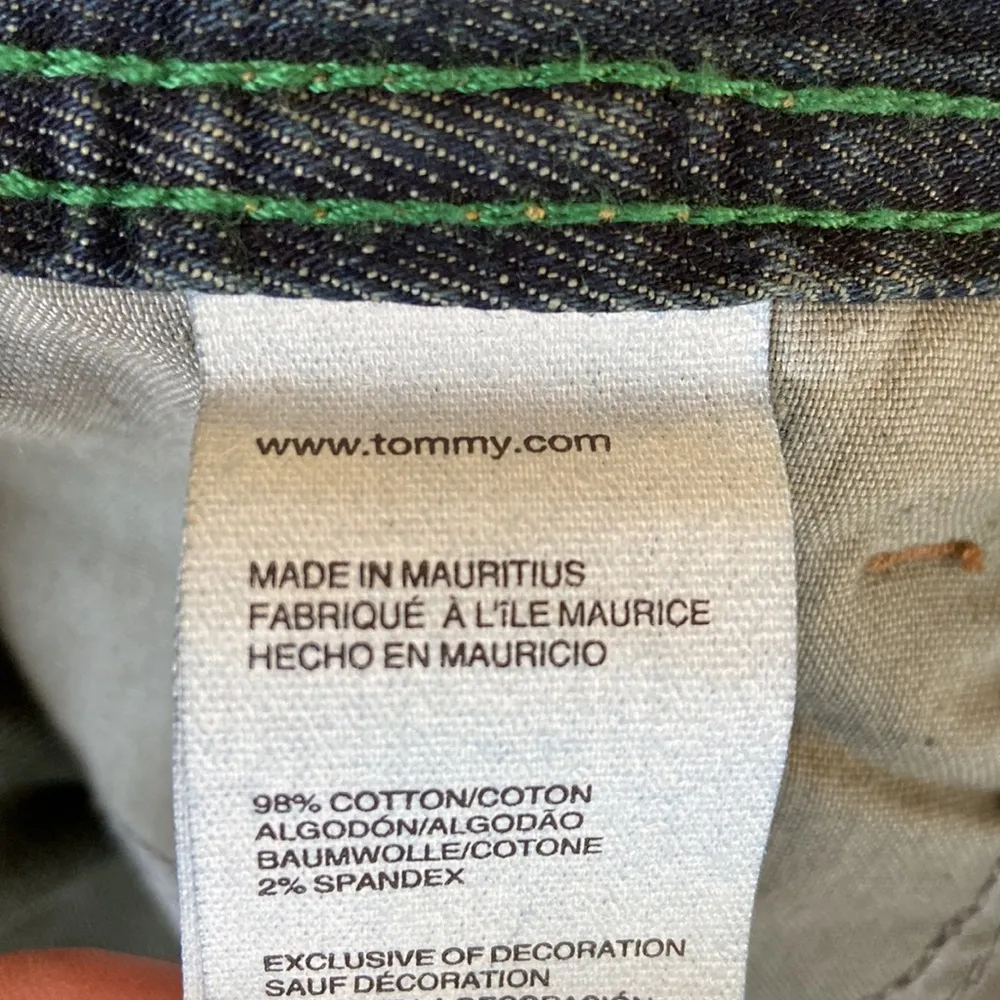 www.tommy.com
MADE IN MAURITIUS
FABRIQUÉ À L'ÎLE MAURICE
HECHO EN MAURICIO
98% COTTON/COTON
ALGODÓN/ALGODÃO
BAUMWOLLE/COTONE
2% SPANDEX
EXCLUSIVE OF DECORATION
SAUF DÉCORATION